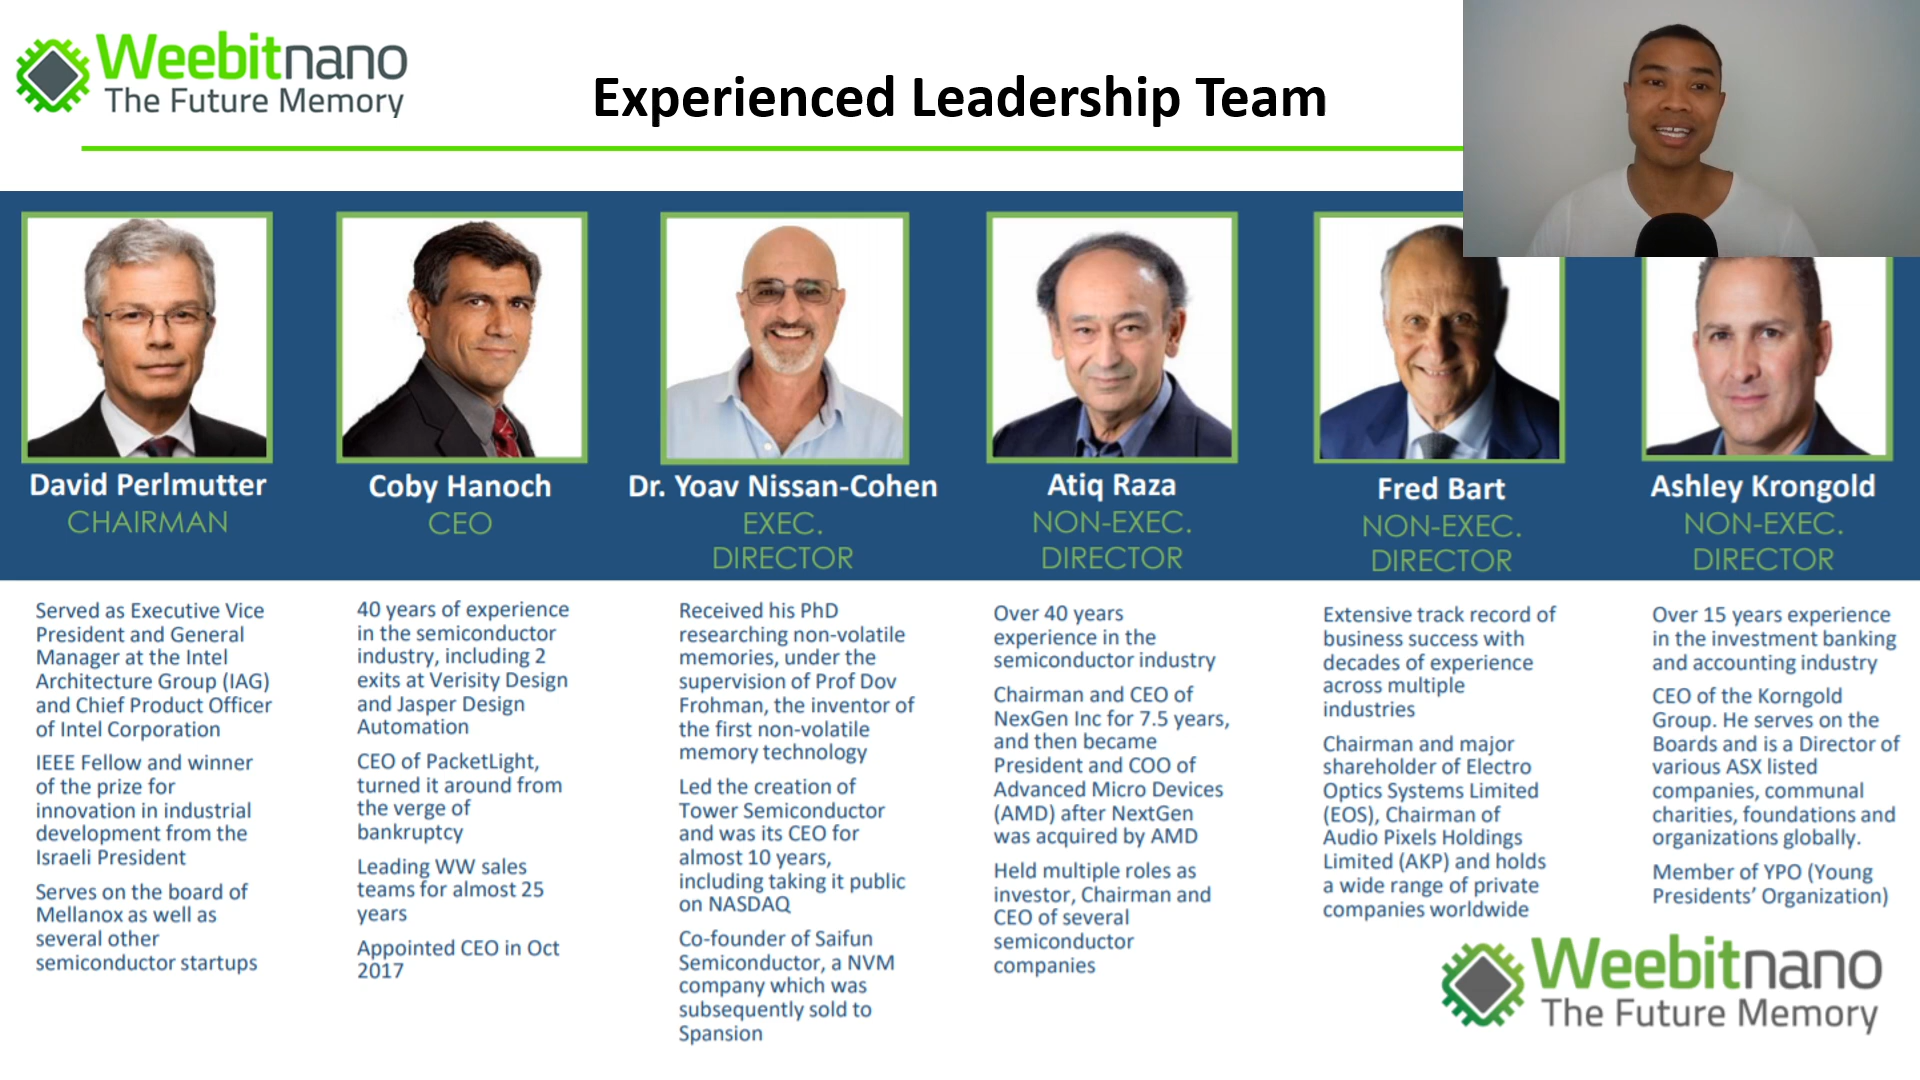 Weebitnano
The Future Memory
Experienced Leadership Team
David Perlmutter
CHAIRMAN
Served as Executive Vice
President and General
Manager at the Intel
Architecture Group (IAG)
and Chief Product Officer
of Intel Corporation
IEEE Fellow and winner
of the prize for
innovation in industrial
development from the
Israeli President
Serves on the board of
Mellanox as well as
several other
semiconductor startups
Coby Hanoch
CEO
40 years of experience
in the semiconductor
industry, including 2
exits at Verisity Design
and Jasper Design
Automation
CEO of PacketLight,
turned it around from
the verge of
bankruptcy
Leading WW sales
teams for almost 25
years
Appointed CEO in Oct
2017
Dr. Yoav Nissan-Cohen
EXEC.
DIRECTOR
Received his PhD
researching non-volatile
memories, under the
supervision of Prof Dov
Frohman, the inventor of
the first non-volatile
memory technology
Led the creation of
Tower Semiconductor
and was its CEO for
almost 10 years,
including taking it public
on NASDAQ
Co-founder of Saifun
Semiconductor, a NVM
company which was
subsequently sold to
Spansion
Atiq Raza
NON-EXEC.
DIRECTOR
Over 40 years
experience in the
semiconductor industry
Chairman and CEO of
NexGen Inc for 7.5 years,
and then became
President and COO of
Advanced Micro Devices
(AMD) after NextGen
was acquired by AMD
Held multiple roles as
investor, Chairman and
CEO of several
semiconductor
companies
Fred Bart
NON-EXEC.
DIRECTOR
Extensive track record of
business success with
decades of experience
across multiple
industries
Chairman and major
shareholder of Electro
Optics Systems Limited
(EOS), Chairman of
Audio Pixels Holdings
Limited (AKP) and holds
a wide range of private
companies worldwide
Ashley Krongold
NON-EXEC.
DIRECTOR
Over 15 years experience
in the investment banking
and accounting industry
CEO of the Korngold
Group. He serves on the
Boards and is a Director of
various ASX listed
companies, communal
charities, foundations and
organizations globally.
Member of YPO (Young
Presidents' Organization)
Weebitnano
The Future Memory